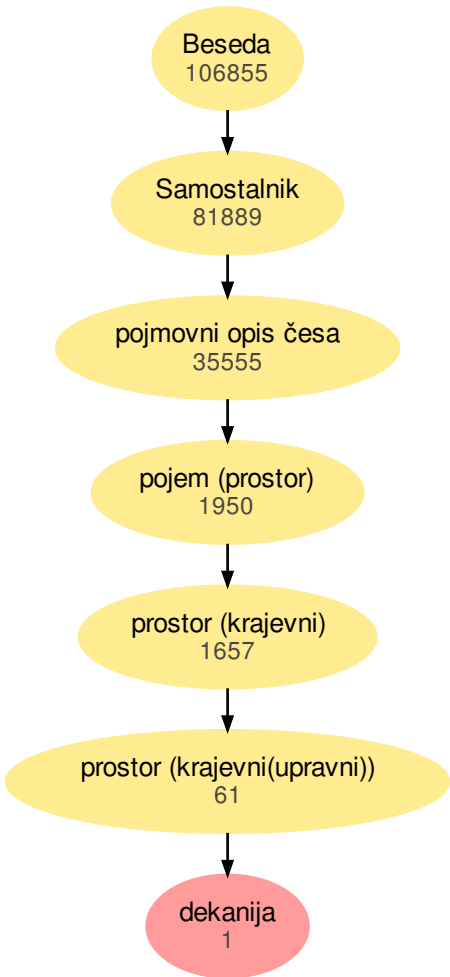 Beseda
106855
Samostalnik
81889
pojmovni opis česa
35555
pojem (prostor)
1950
prostor (krajevni)
1657
prostor (krajevni(upravni))
61
dekanija
1